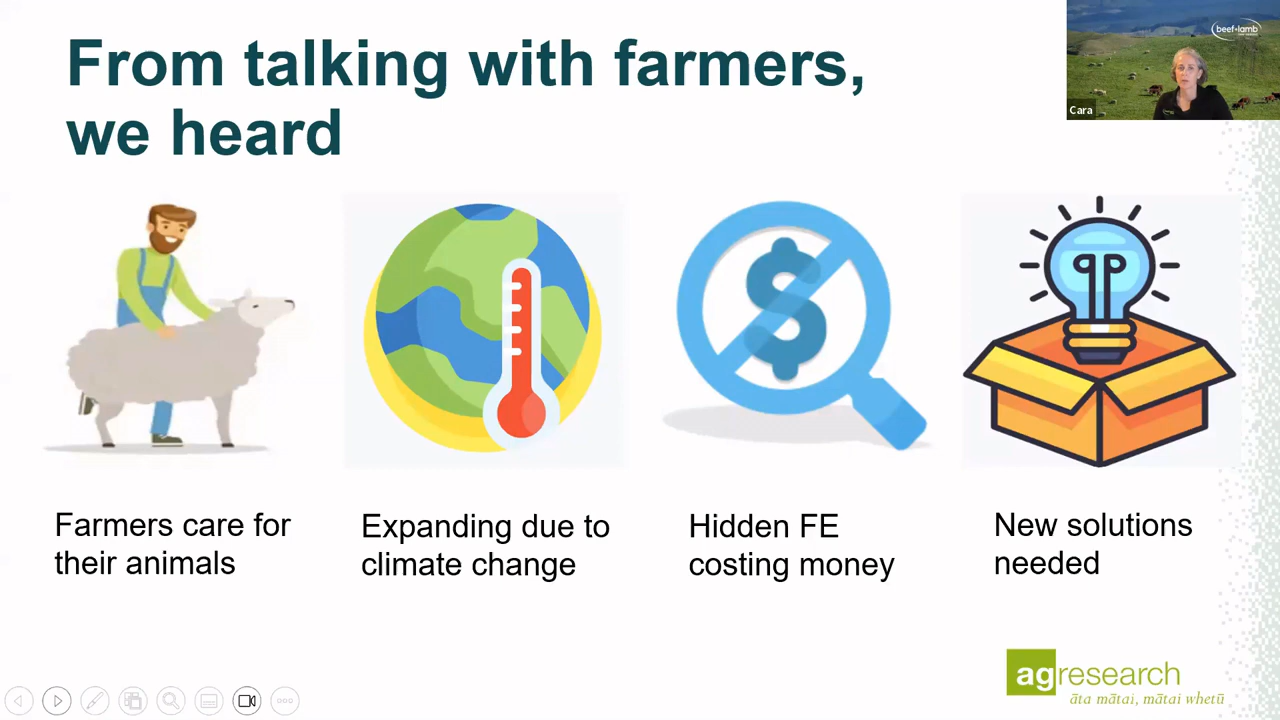 From talking with farmers,
we heard
beef+lamb
Cara
Farmers care for
their animals
Expanding due to
climate change
Hidden FE
costing money
New solutions
needed
agresearch
āta mātai, mātai whetū